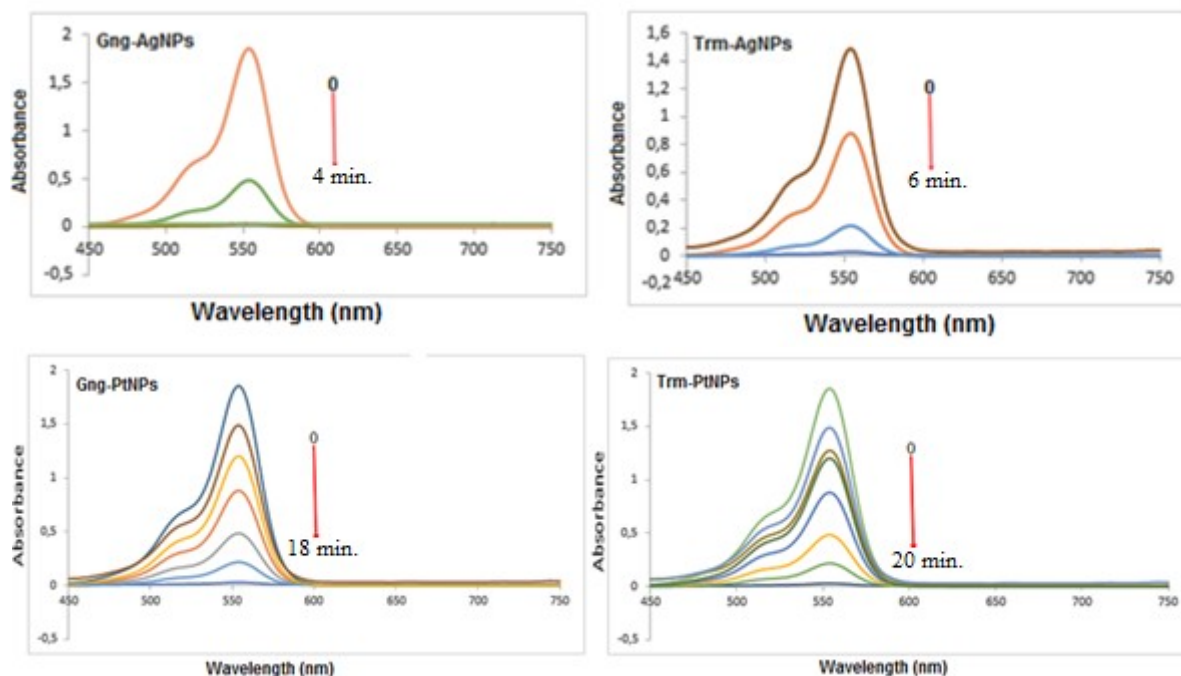 Gng-AgNPs
Absorbance
2
1,5
1
0,5
0
-0,5
450 500 550 600 650 700 750
0
4 min.
Wavelength (nm)
Trm-AgNPs
Absorbance
1,6
1,4
1,2
1
0,8
0,6
0,4
0,2
0
-0,2
450 500 550 600 650 700 750
0
6 min.
Wavelength (nm)
Gng-PtNPs
Absorbance
2
1,5
1
0,5
0
-0,5
450 500 550 600 650 700 750
0
18 min.
Wavelength (nm)
Trm-PtNPs
Absorbance
2
1,5
1
0,5
0
-0,5
450 500 550 600 650 700 750
0
20 min.
Wavelength (nm)